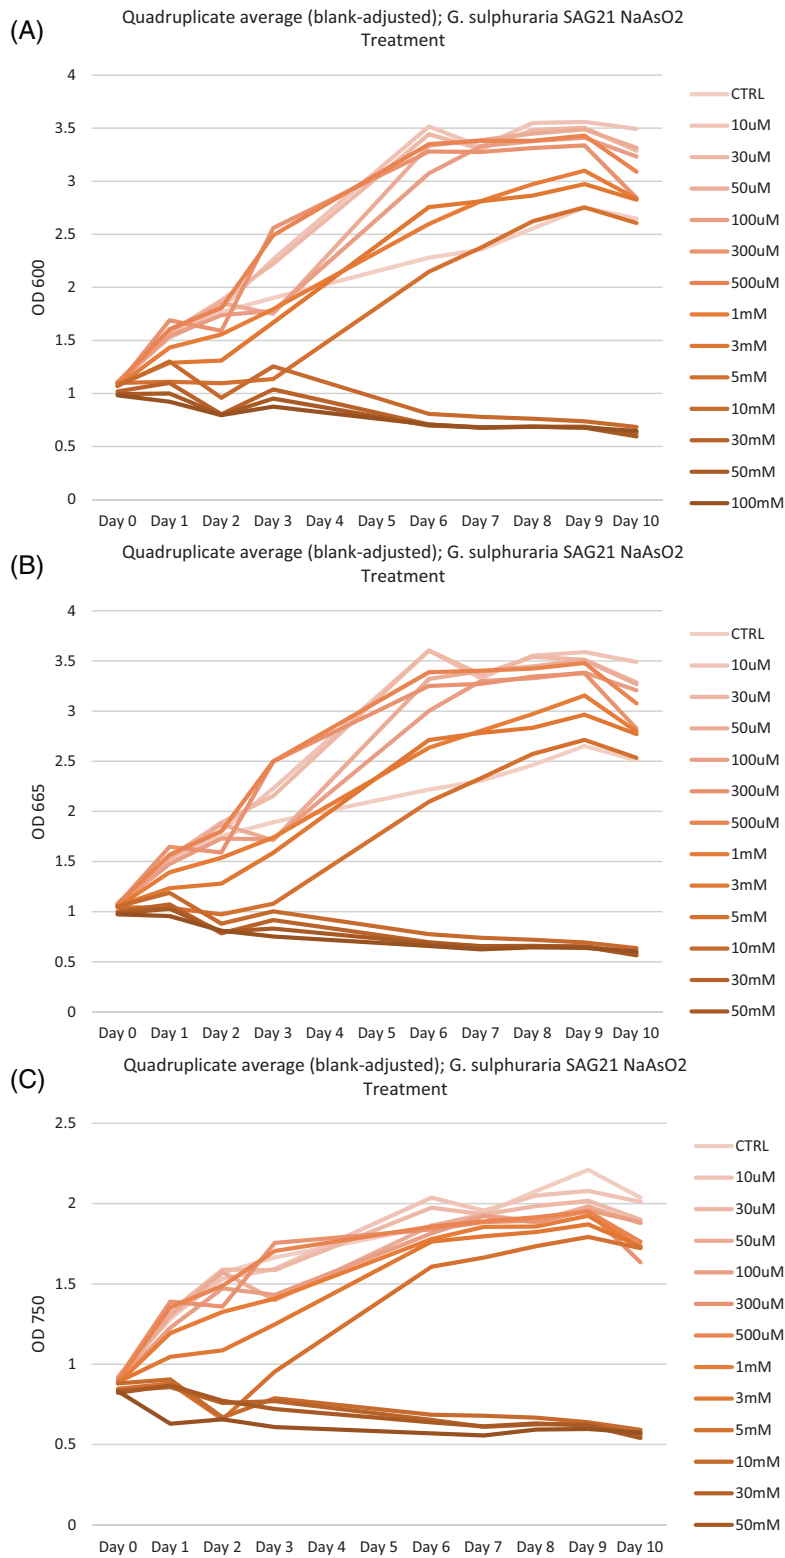 (A)
Quadruplicate average (blank-adjusted); G. sulphuraria SAG21 NaAsO2
Treatment
OD 600
4
3.5
3
2.5
2
1.5
1
0.5
0
Day 0 Day 1 Day 2 Day 3 Day 4 Day 5 Day 6 Day 7 Day 8 Day 9 Day 10
CTRL
10uM
30uM
50uM
100uM
300uM
500uM
1mM
3mM
5mM
10mM
30mM
50mM
100mM
(B)
Quadruplicate average (blank-adjusted); G. sulphuraria SAG21 NaAsO2
Treatment
OD 665
4
3.5
3
2.5
2
1.5
1
0.5
0
Day 0 Day 1 Day 2 Day 3 Day 4 Day 5 Day 6 Day 7 Day 8 Day 9 Day 10
CTRL
10uM
30uM
50uM
100uM
300uM
500uM
1mM
3mM
5mM
10mM
30mM
50mM
(C)
Quadruplicate average (blank-adjusted); G. sulphuraria SAG21 NaAsO2
Treatment
OD 750
2.5
2
1.5
1
0.5
0
Day 0 Day 1 Day 2 Day 3 Day 4 Day 5 Day 6 Day 7 Day 8 Day 9 Day 10
CTRL
10uM
30uM
50uM
100uM
300uM
500uM
1mM
3mM
5mM
10mM
30mM
50mM